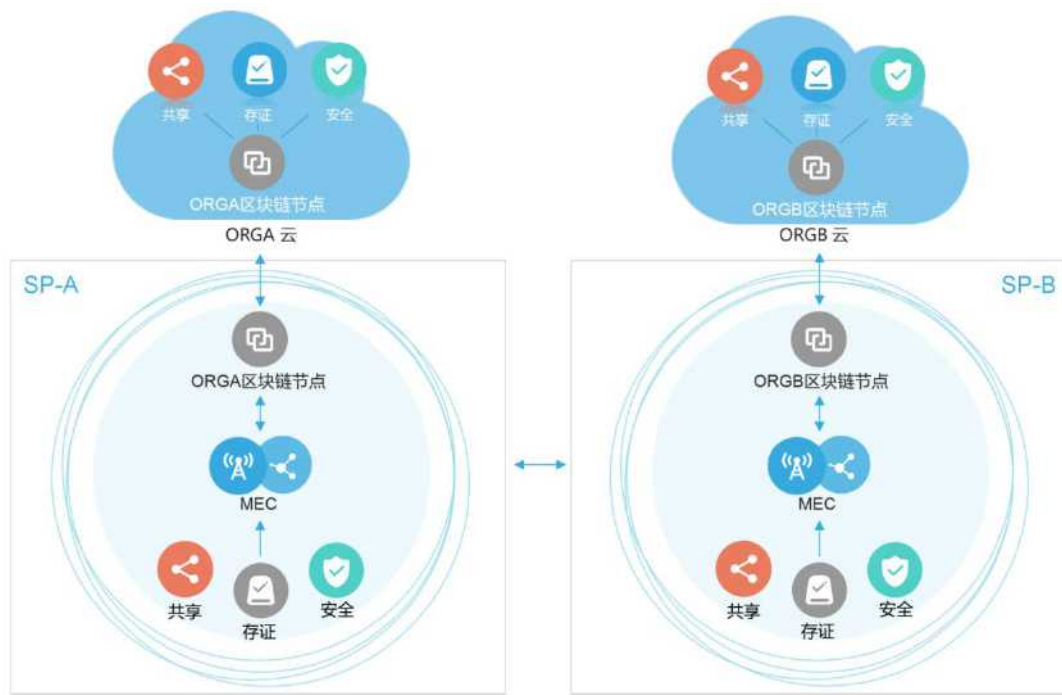 共享 存证 安全
ORGA区块链节点
ORGA 云
共享 存证 安全
ORGB区块链节点
ORGB 云
SP-A
ORGA区块链节点
MEC
共享 存证 安全
SP-B
ORGB区块链节点
MEC
共享 存证 安全